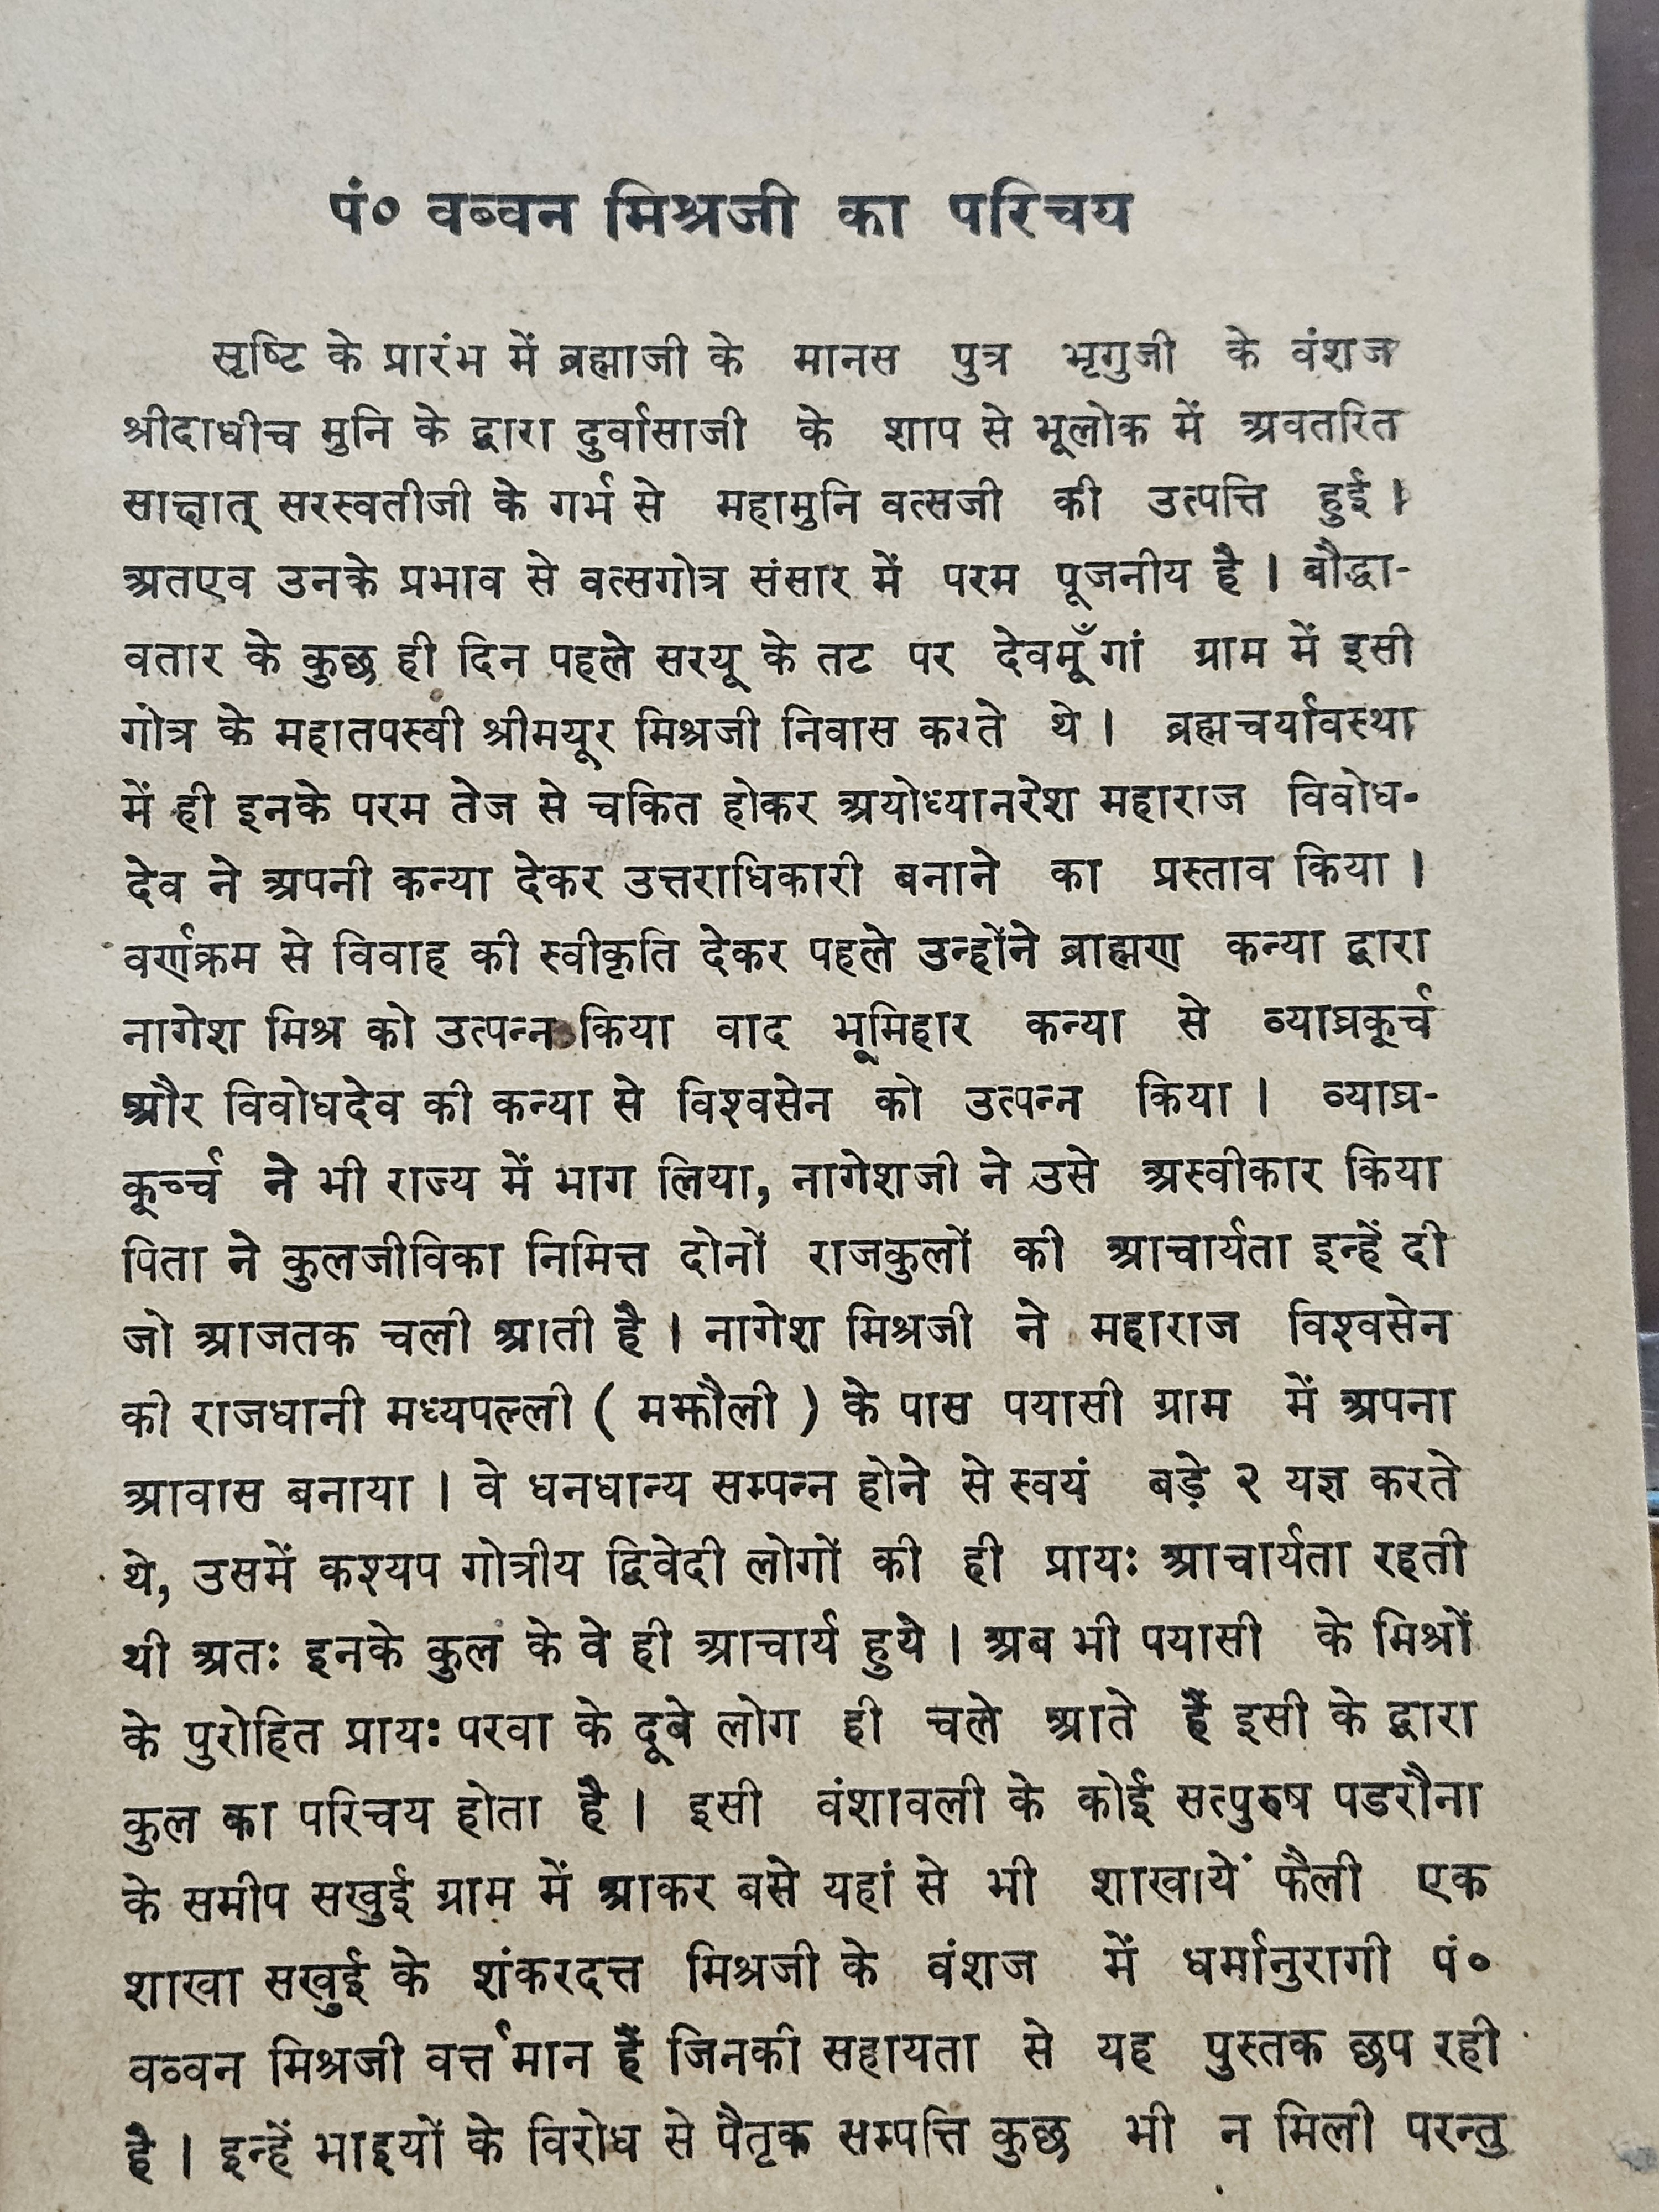 पं० वब्वन मिश्रजी का परिचय
सृष्टि के प्रारंभ में ब्रह्माजी के मानस पुत्र भृगुजी के वंशज
श्रीदाधीच मुनि के द्वारा दुर्वासाजी के शाप से भूलोक में अवतरित
साक्षात् सरस्वतीजी के गर्भ से महामुनि वत्सजी की उत्पत्ति हुई ।
अतएव उनके प्रभाव से वत्सगोत्र संसार में परम पूजनीय है । बौद्धा-
वतार के कुछ ही दिन पहले सरयू के तट पर देवमूँगां ग्राम में इसी
गोत्र के महातपस्वी श्रीमयूर मिश्रजी निवास करते थे । ब्रह्मचर्यावस्था
में ही इनके परम तेज से चकित होकर अयोध्यानरेश महाराज विवोध-
देव ने अपनी कन्या देकर उत्तराधिकारी बनाने का प्रस्ताव किया ।
वर्णक्रम से विवाह की स्वीकृति देकर पहले उन्होंने ब्राह्मण कन्या द्वारा
नागेश मिश्र को उत्पन्न किया वाद भूमिहार कन्या से व्याघ्रकूर्च
और विवोधदेव की कन्या से विश्वसेन को उत्पन्न किया । व्याघ्र-
कूर्च्च ने भी राज्य में भाग लिया, नागेशजी ने उसे अस्वीकार किया
पिता ने कुलजीविका निमित्त दोनों राजकुलों की आचार्यता इन्हें दी
जो आजतक चली आती है । नागेश मिश्रजी ने महाराज विश्वसेन
की राजधानी मध्यपल्ली ( मझौली ) के पास पयासी ग्राम में अपना
आवास बनाया । वे धनधान्य सम्पन्न होने से स्वयं बड़े २ यज्ञ करते
थे, उसमें कश्यप गोत्रीय द्विवेदी लोगों की ही प्रायः आचार्यता रहती
थी अतः इनके कुल के वे ही आचार्य हुये । अब भी पयासी के मिश्रों
के पुरोहित प्रायः परवा के दूबे लोग ही चले आते हैं इसी के द्वारा
कुल का परिचय होता है । इसी वंशावली के कोई सत्पुरुष पडरौना
के समीप सखुई ग्राम में आकर बसे यहां से भी शाखायें फैली एक
शाखा सखुई के शंकरदत्त मिश्रजी के वंशज में धर्मानुरागी पं०
वव्वन मिश्रजी वर्त्तमान हैं जिनकी सहायता से यह पुस्तक छप रही
है । इन्हें भाइयों के विरोध से पैतृक सम्पत्ति कुछ भी न मिली परन्तु